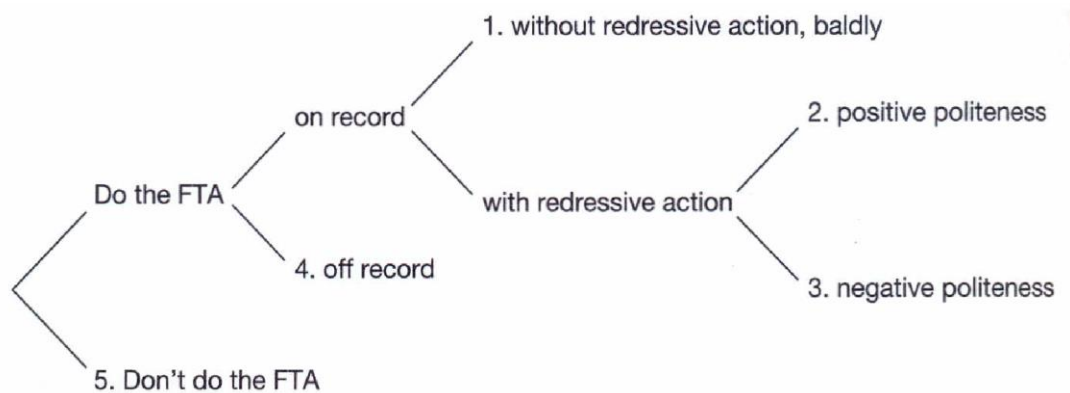 1. without redressive action, baldly
on record
2. positive politeness
Do the FTA
with redressive action
4. off record
3. negative politeness
5. Don't do the FTA